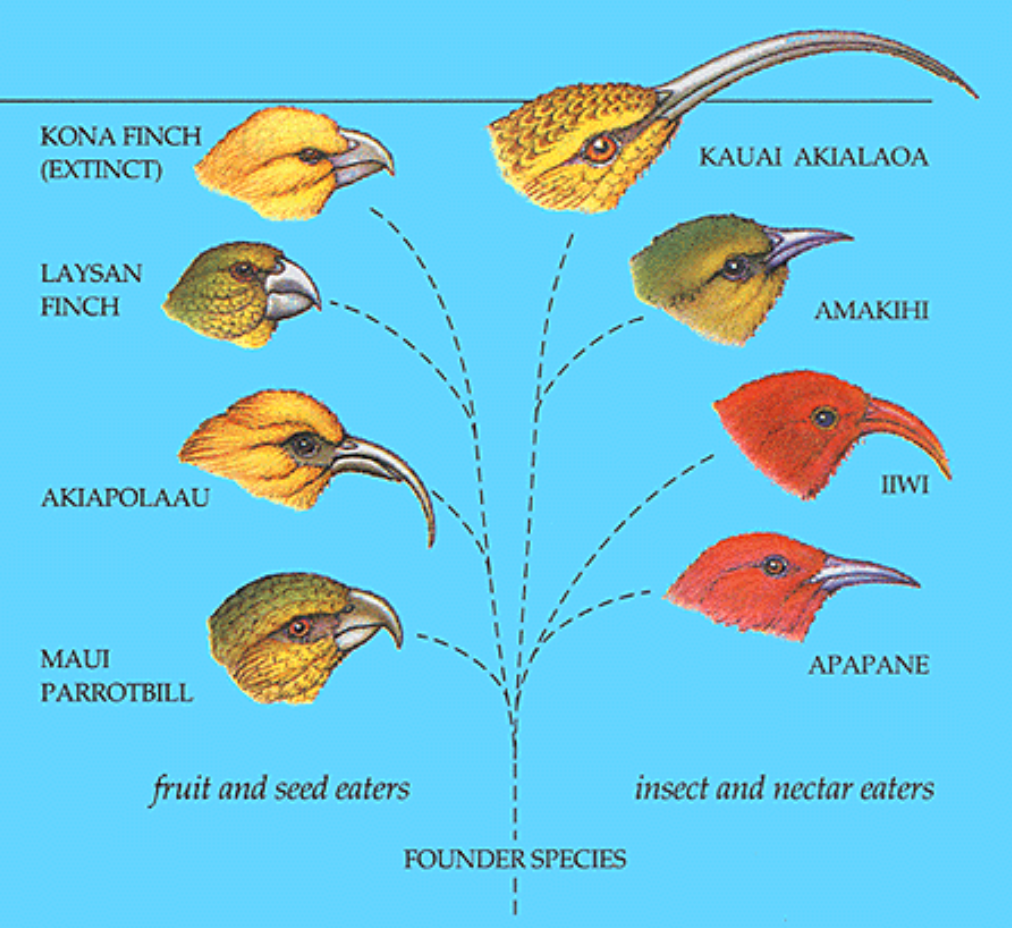 KONA FINCH
(EXTINCT)
KAUAI AKIALAOA
LAYSAN
FINCH
AMAKIHI
AKIAPOLAAU
IIWI
MAUI
PARROTBILL
APAPANE
fruit and seed eaters
insect and nectar eaters
FOUNDER SPECIES